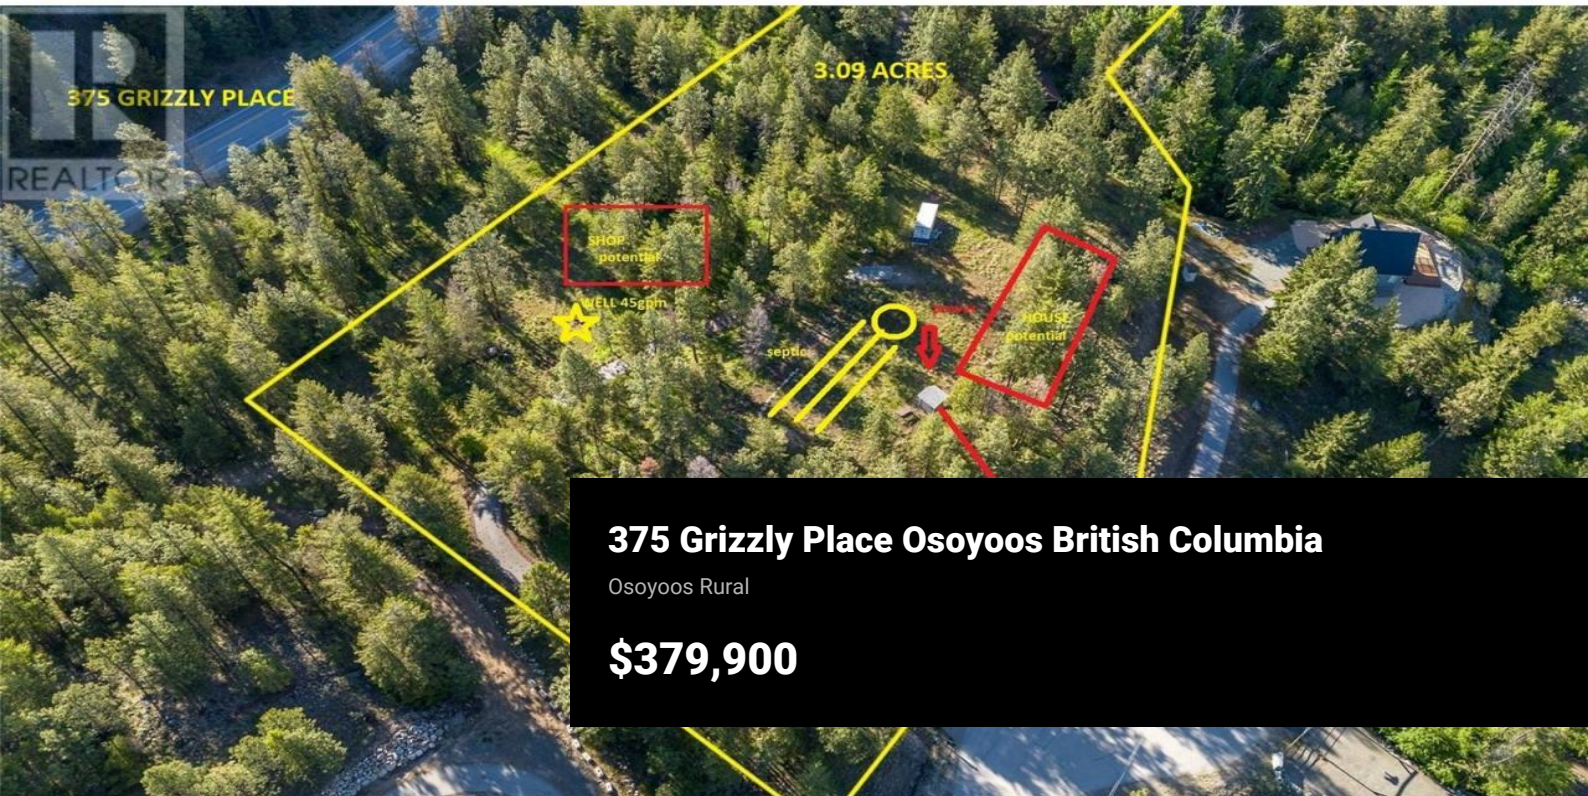 375 GRIZZLY PLACE
3.09 ACRES
REALTOR
SHOP
potential
WELL 45gpm
septic
HOUSE
potential
375 Grizzly Place Osoyoos British Columbia
Osoyoos Rural
$379,900